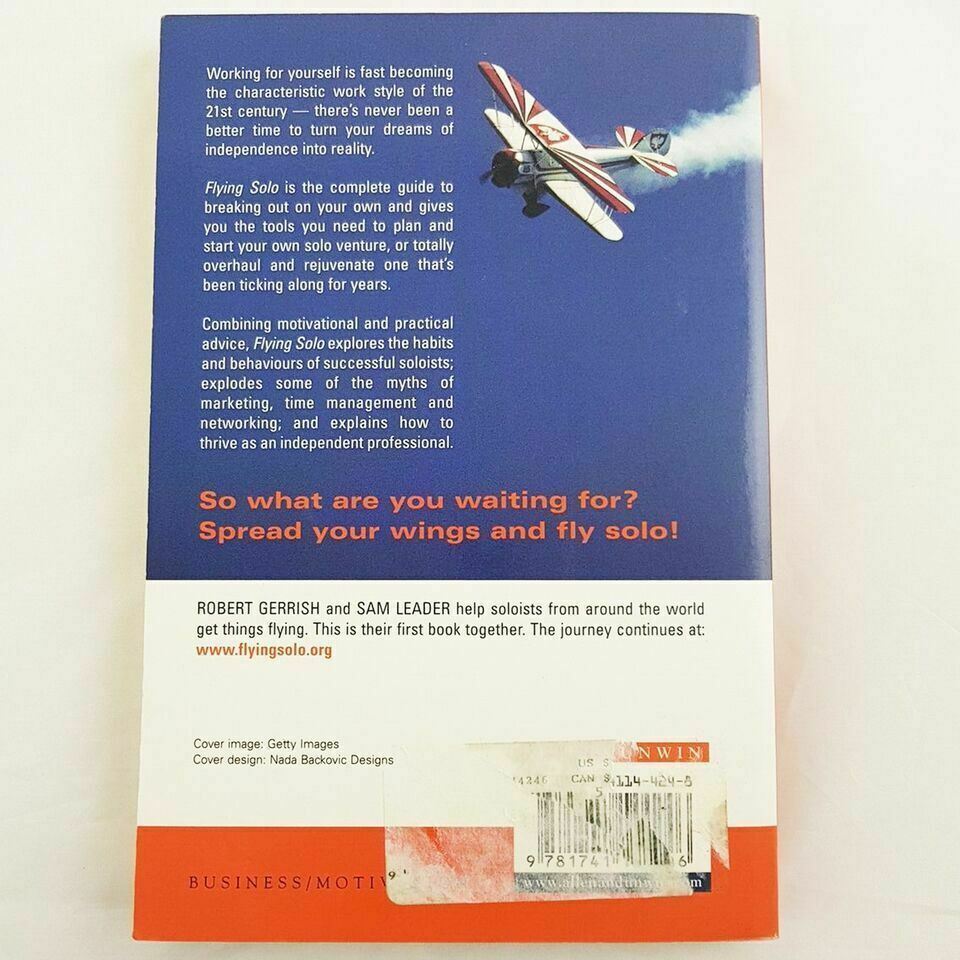 Working for yourself is fast becoming
the characteristic work style of the
21st century — there's never been a
better time to turn your dreams of
independence into reality.
Flying Solo is the complete guide to
breaking out on your own and gives
you the tools you need to plan and
start your own solo venture, or totally
overhaul and rejuvenate one that's
been ticking along for years.
Combining motivational and practical
advice, Flying Solo explores the habits
and behaviours of successful soloists;
explodes some of the myths of
marketing, time management and
networking; and explains how to
thrive as an independent professional.
So what are you waiting for?
Spread your wings and fly solo!
ROBERT GERRISH and SAM LEADER help soloists from around the world
get things flying. This is their first book together. The journey continues at:
www.flyingsolo.org
Cover image: Getty Images
Cover design: Nada Backovic Designs
US $
CAN $
9 781741 6
BUSINESS/